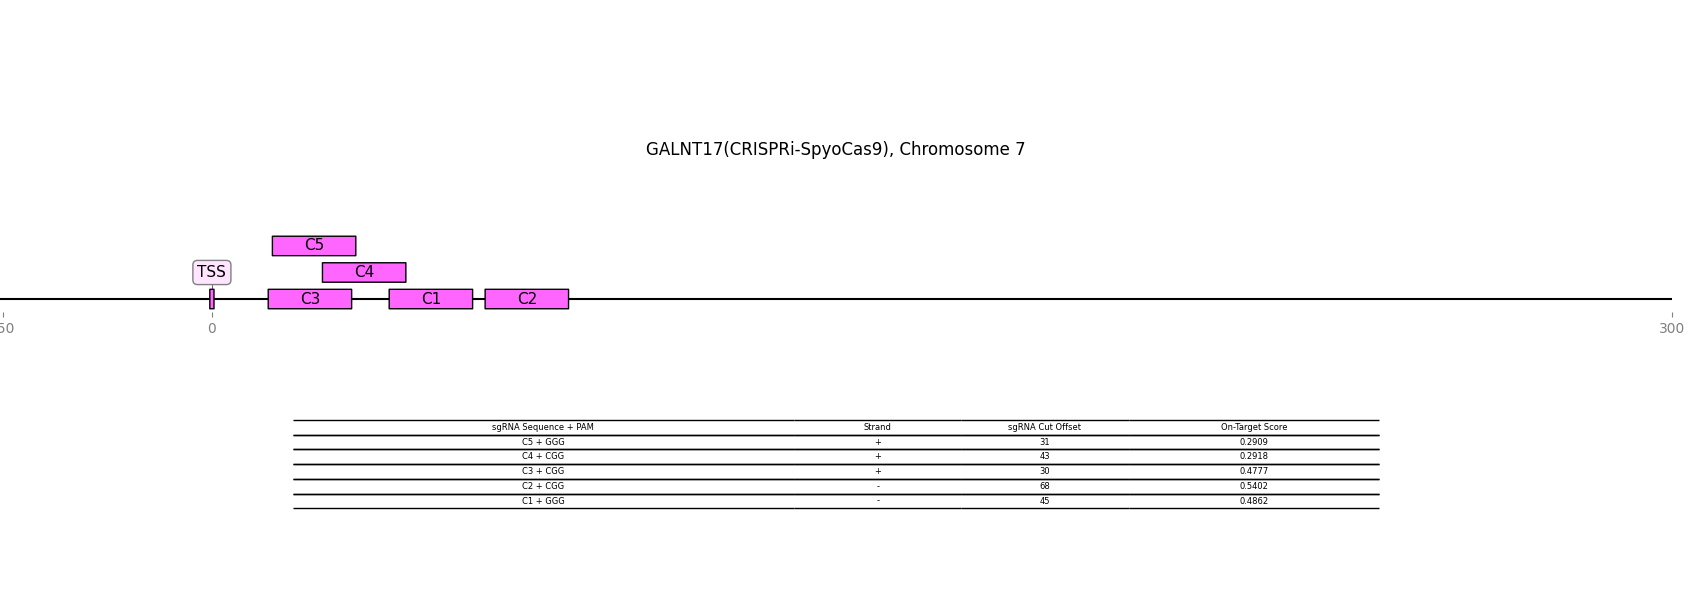 GALNT17(CRISPRi-SpyoCas9), Chromosome 7
C5
TSS C4
C3 C1 C2
50 0 300
sgRNA Sequence + PAM Strand sgRNA Cut Offset On-Target Score
C5 + GGG + 31 0.2909
C4 + CGG + 43 0.2918
C3 + CGG + 30 0.4777
C2 + CGG - 68 0.5402
C1 + GGG - 45 0.4862